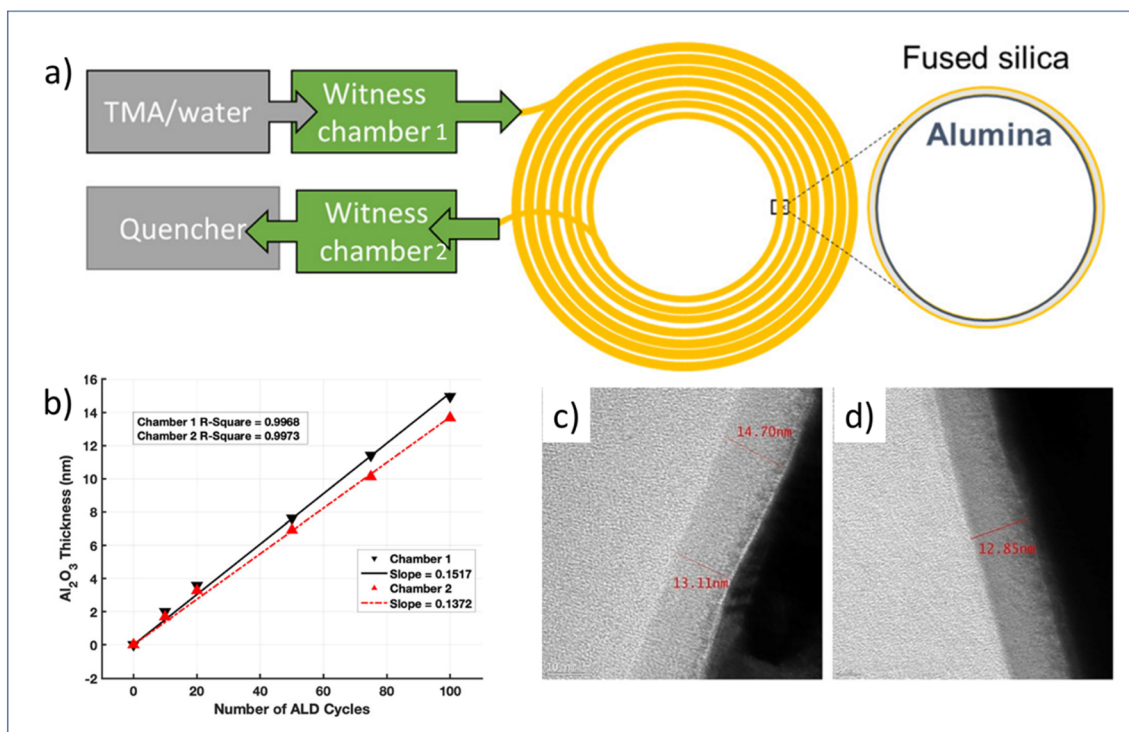 a)
TMA/water
Witness
chamber 1
Quencher
Witness
chamber 2
Fused silica
Alumina
b)
16
14
12
10
8
6
4
2
0
-2
Al2O3 Thickness (nm)
Chamber 1 R-Square = 0.9968
Chamber 2 R-Square = 0.9973
Chamber 1
Slope = 0.1517
Chamber 2
Slope = 0.1372
0 20 40 60 80 100
Number of ALD Cycles
c)
14.70nm
13.11nm
d)
12.85nm